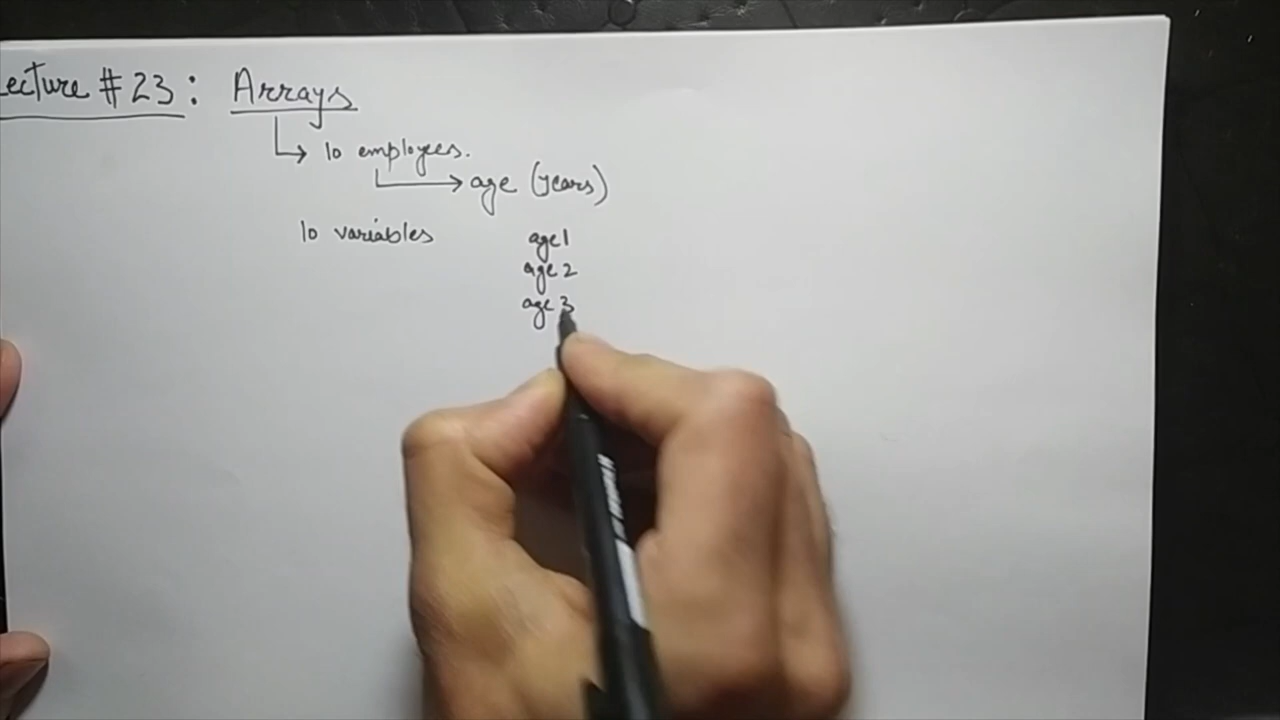 ecture # 23 : Arrays
10 employees.
age (years)
10 variables
age1
age2
age3